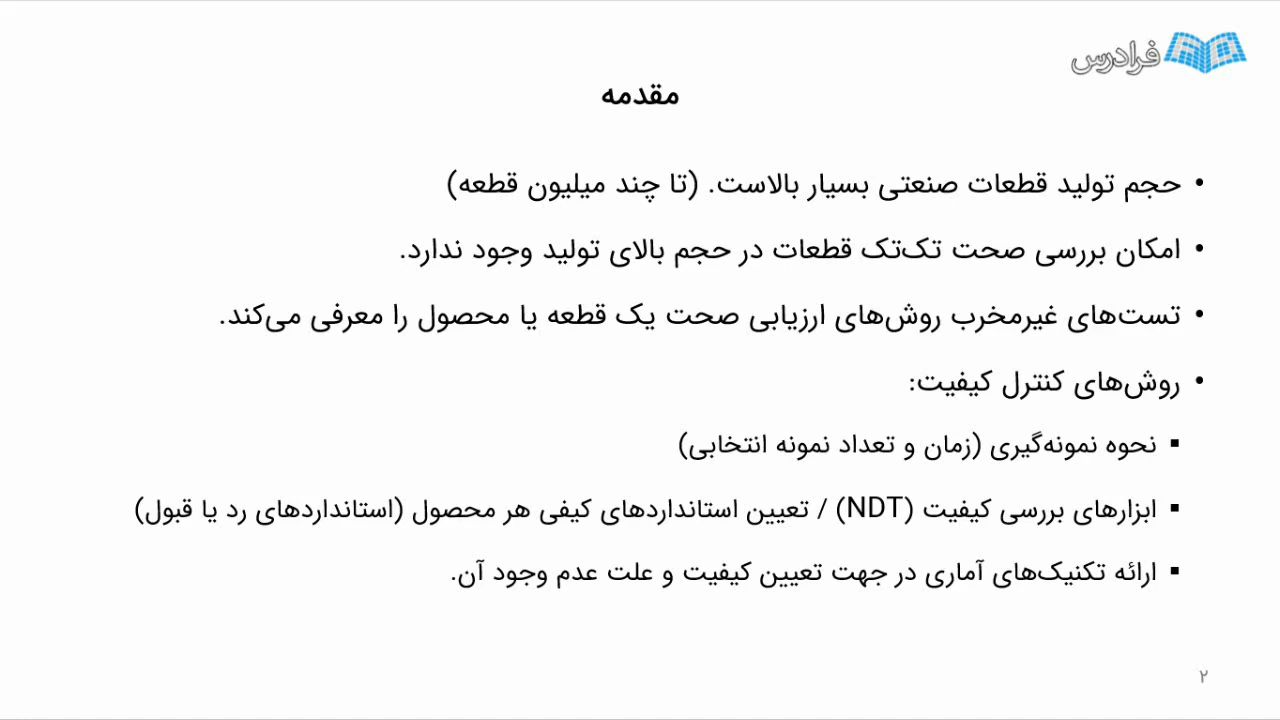 فرادرس
مقدمه
• حجم تولید قطعات صنعتی بسیار بالاست. (تا چند میلیون قطعه)
• امکان بررسی صحت تک‌تک قطعات در حجم بالای تولید وجود ندارد.
• تست‌های غیرمخرب روش‌های ارزیابی صحت یک قطعه یا محصول را معرفی می‌کند.
• روش‌های کنترل کیفیت:
▪ نحوه نمونه‌گیری (زمان و تعداد نمونه انتخابی)
▪ ابزارهای بررسی کیفیت (NDT) / تعیین استانداردهای کیفی هر محصول (استانداردهای رد یا قبول)
▪ ارائه تکنیک‌های آماری در جهت تعیین کیفیت و علت عدم وجود آن.
۲